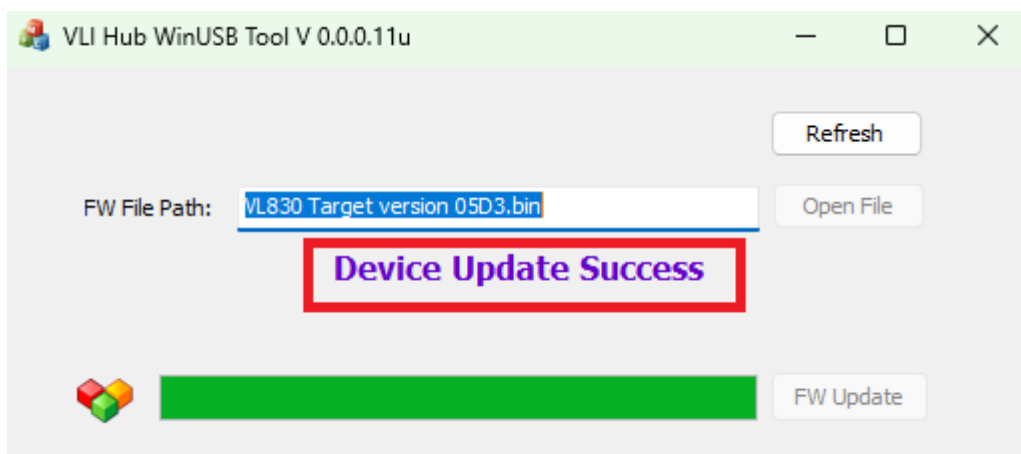 VLI Hub WinUSB Tool V 0.0.0.11u
Refresh
FW File Path: VL830 Target version 05D3.bin Open File
Device Update Success
FW Update